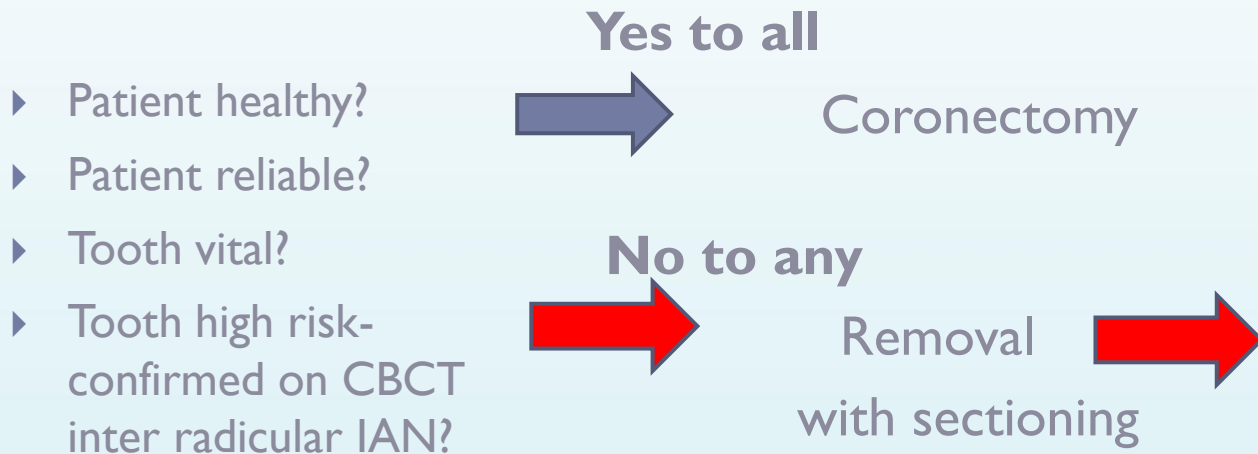 Yes to all
Patient healthy?
Coronectomy
Patient reliable?
Tooth vital?
No to any
Tooth high risk-
confirmed on CBCT
inter radicular IAN?
Removal
with sectioning